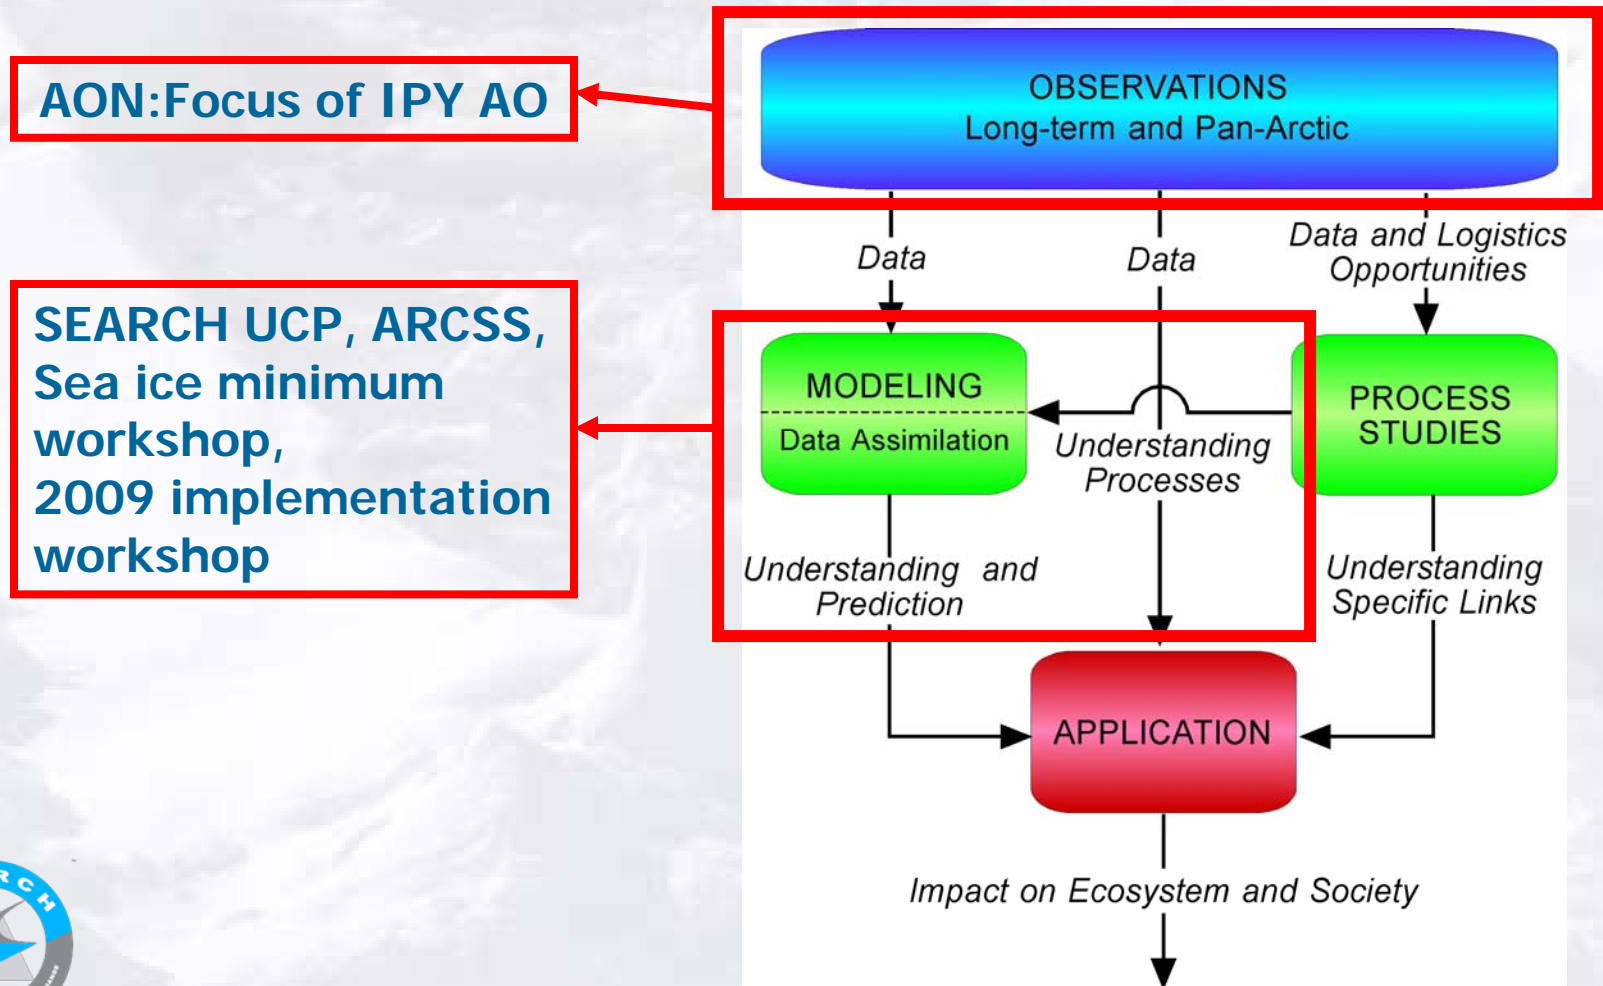 AON:Focus of IPY AO
SEARCH UCP, ARCSS,
Sea ice minimum
workshop,
2009 implementation
workshop
OBSERVATIONS
Long-term and Pan-Arctic
Data
Data
Data and Logistics
Opportunities
MODELING
Data Assimilation
Understanding
Processes
PROCESS
STUDIES
Understanding and
Prediction
Understanding
Specific Links
APPLICATION
Impact on Ecosystem and Society
RCH